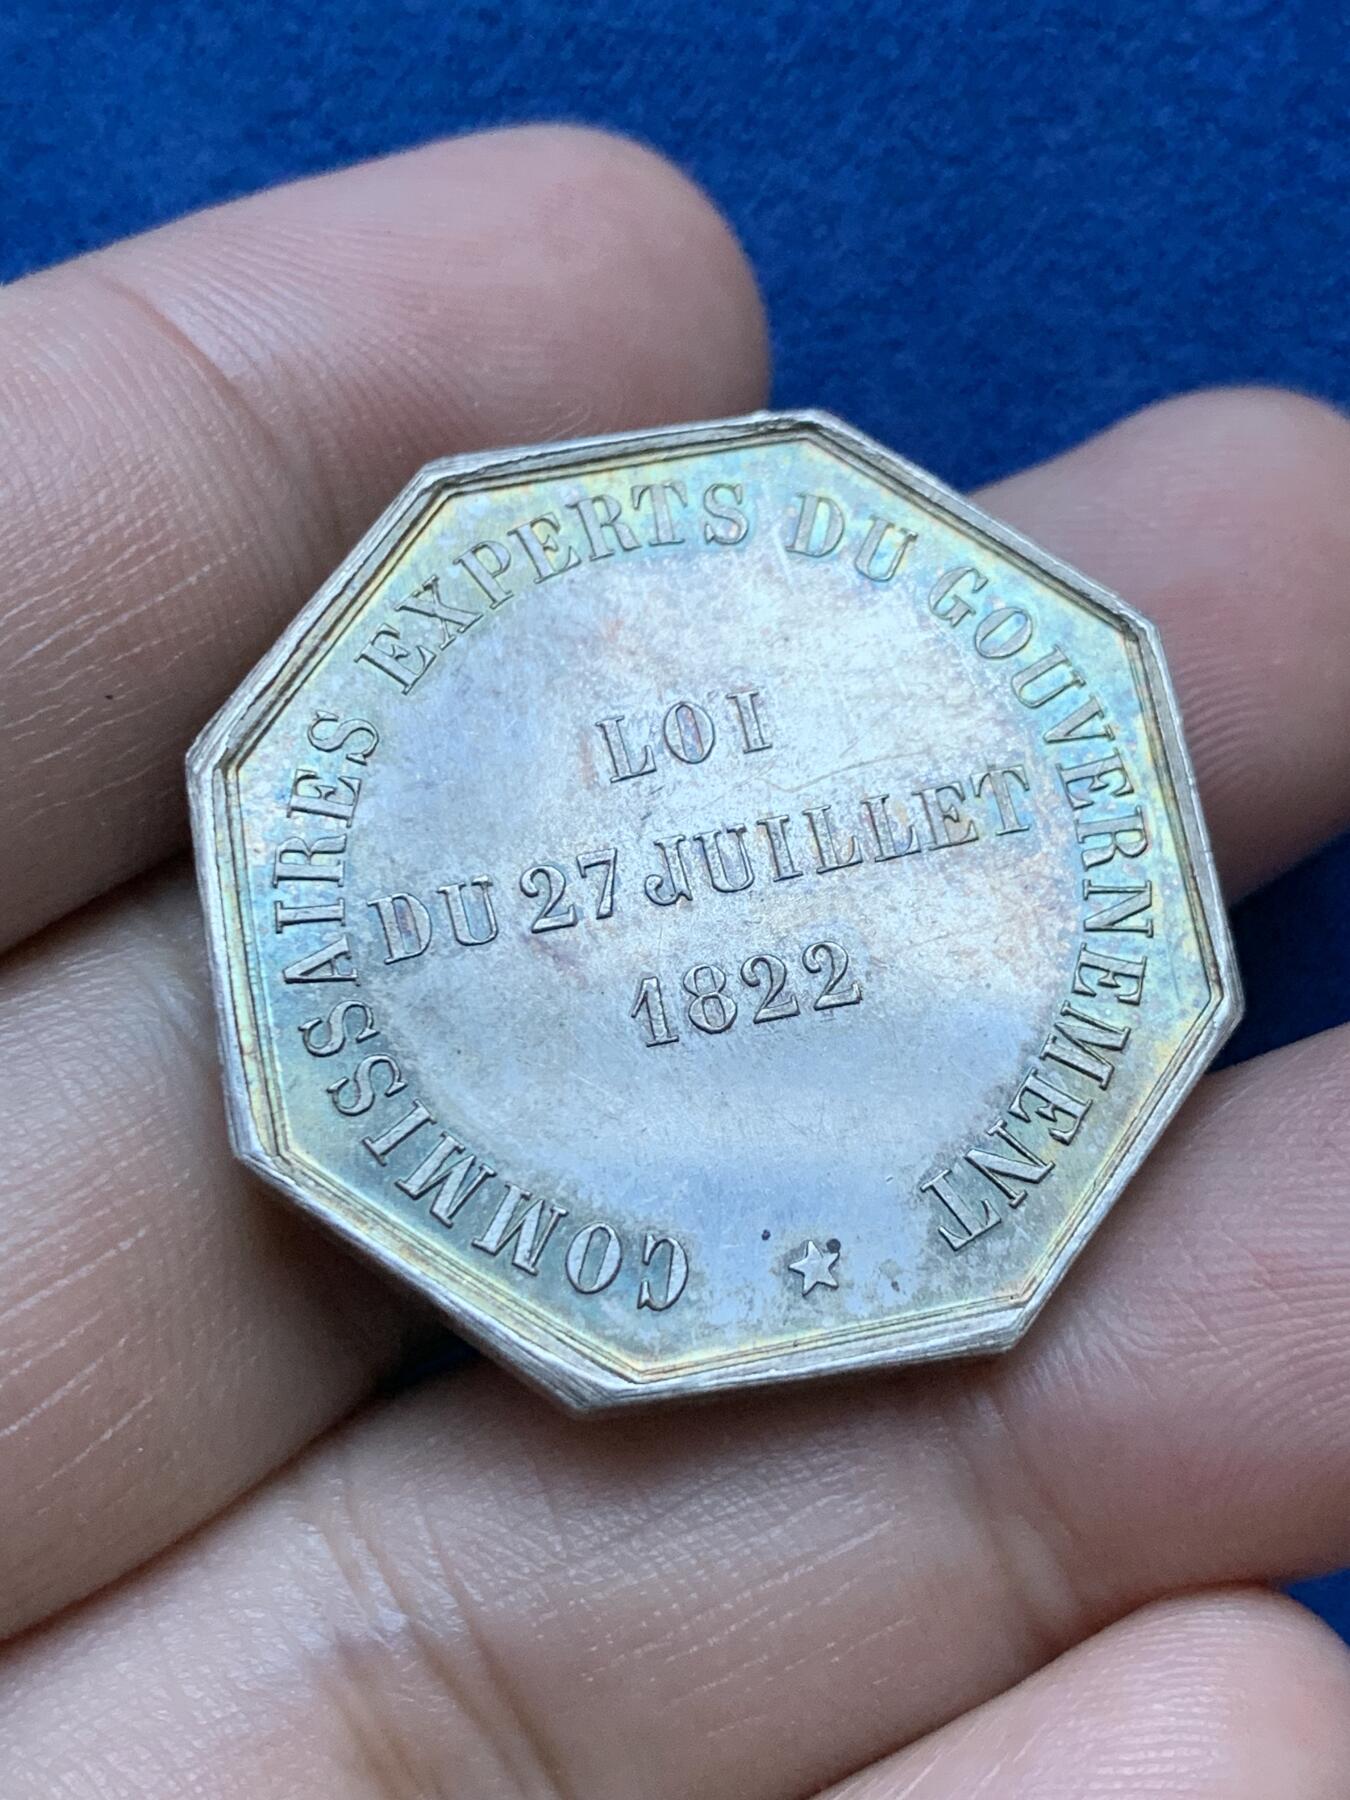 COMMISSAIRES EXPERTS DU GOUVERNEMENT
LOI
DU 27 JUILLET
1822